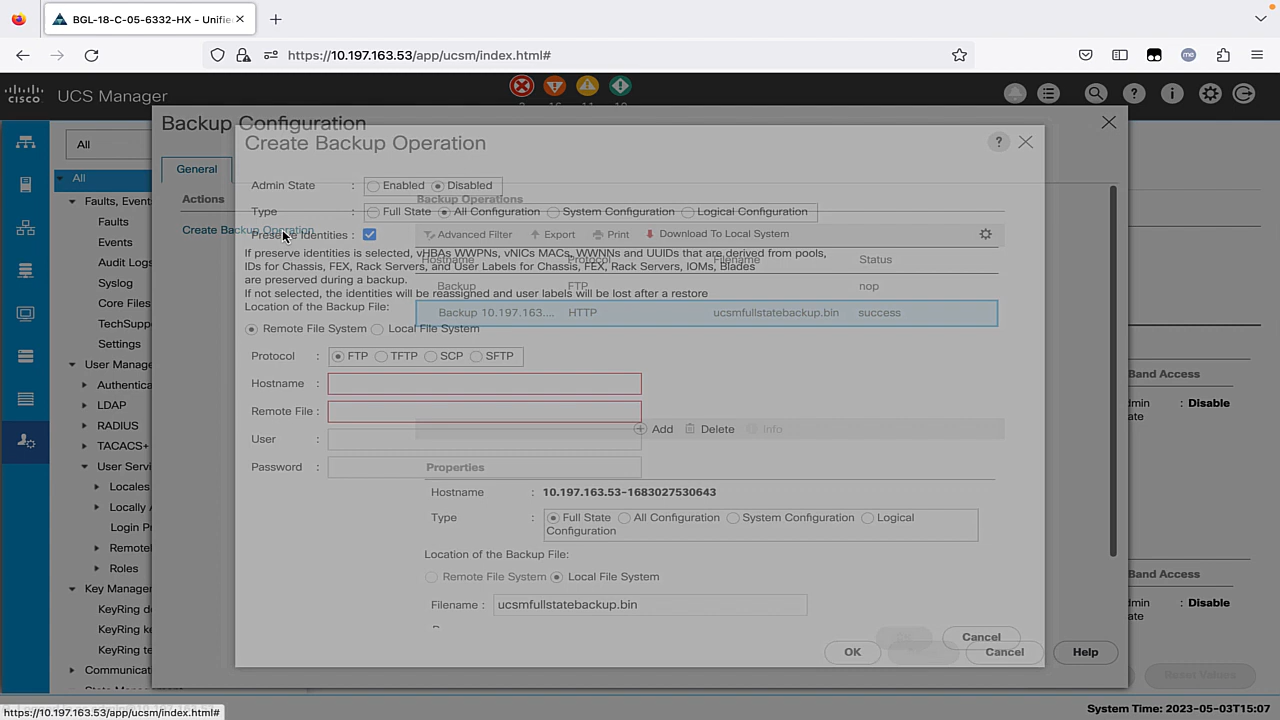 BGL-18-C-05-6332-HX - Unifie
https://10.197.163.53/app/ucsm/index.html#
CISCO
UCS Manager
All
All
Faults, Event
Faults
Events
Audit Logs
Syslog
Core Files
TechSuppo
Settings
User Manage
Authentica
LDAP
RADIUS
TACACS+
User Servi
Locales
Locally A
Login Pr
Remotel
Roles
Key Manage
KeyRing de
KeyRing ke
KeyRing te
Communicat
Backup Configuration
General
Actions
Create Backup Operation
Create Backup Operation
?
Admin State : Enabled Disabled
Backup Operations
Type : Full State All Configuration System Configuration Logical Configuration
Preserve Identities :
Advanced Filter Export Print Download To Local System
If preserve identities is selected, vHBAs WWPNs, vNICs MACs, WWNNs and UUIDs that are derived from pools,
IDs for Chassis, FEX, Rack Servers, and User Labels for Chassis, FEX, Rack Servers, IOMs, Blades
are preserved during a backup.
If not selected, the identities will be reassigned and user labels will be lost after a restore
Hostname Protocol Filename Status
Backup FTP nop
Backup 10.197.163.... HTTP ucsmfullstatebackup.bin success
Location of the Backup File:
Remote File System Local File System
Protocol : FTP TFTP SCP SFTP
Hostname :
Remote File :
User :
Password :
Add Delete Info
Properties
Hostname : 10.197.163.53-1683027530643
Type : Full State All Configuration System Configuration Logical
Configuration
Location of the Backup File:
Remote File System Local File System
Filename : ucsmfullstatebackup.bin
Cancel
OK Cancel Help
Band Access
dmin : Disable
ate
Band Access
dmin : Disable
ate
Reset Values
https://10.197.163.53/app/ucsm/index.html#
System Time: 2023-05-03T15:07